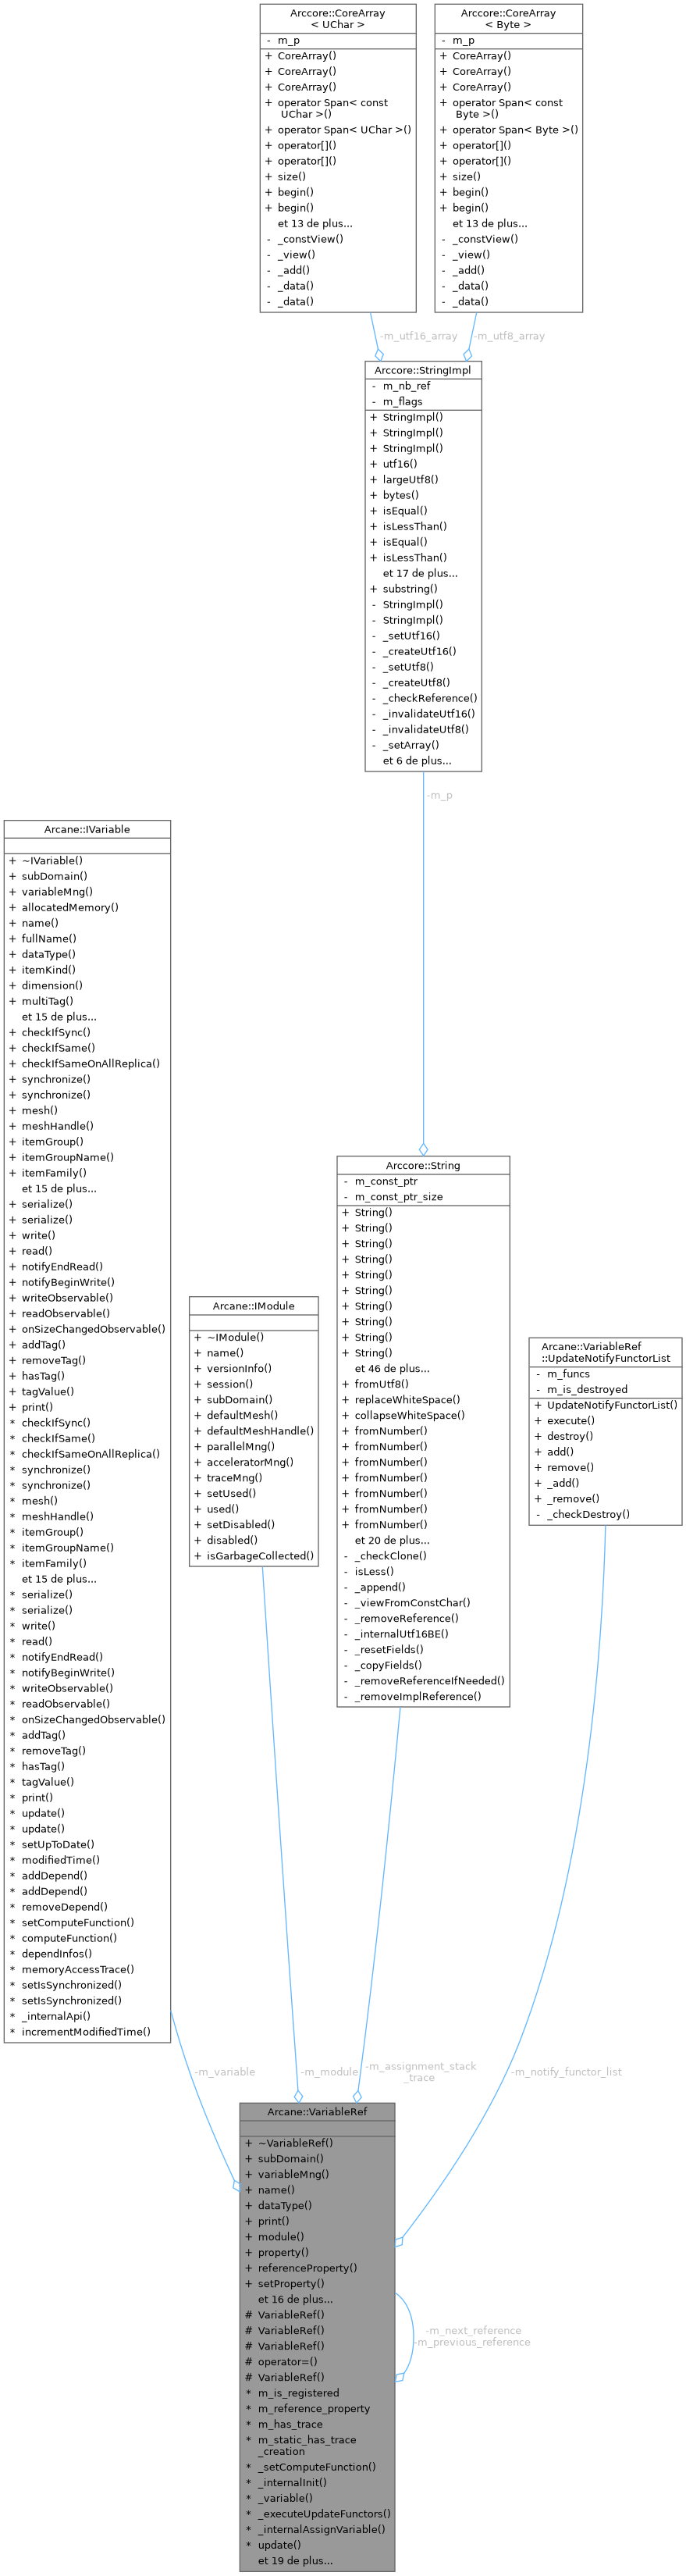 Arccore::CoreArray
< UChar >
- m_p
+ CoreArray()
+ CoreArray()
+ CoreArray()
+ operator Span< const
UChar >()
+ operator Span< UChar >()
+ operator[]()
+ operator[]()
+ size()
+ begin()
+ begin()
et 13 de plus...
- _constView()
- _view()
- _add()
- _data()
- _data()
Arccore::CoreArray
< Byte >
- m_p
+ CoreArray()
+ CoreArray()
+ CoreArray()
+ operator Span< const
Byte >()
+ operator Span< Byte >()
+ operator[]()
+ operator[]()
+ size()
+ begin()
+ begin()
et 13 de plus...
- _constView()
- _view()
- _add()
- _data()
- _data()
-m_utf16_array
-m_utf8_array
Arccore::StringImpl
- m_nb_ref
- m_flags
+ StringImpl()
+ StringImpl()
+ StringImpl()
+ utf16()
+ largeUtf8()
+ bytes()
+ isEqual()
+ isLessThan()
+ isEqual()
+ isLessThan()
et 17 de plus...
+ substring()
- StringImpl()
- StringImpl()
- _setUtf16()
- _createUtf16()
- _setUtf8()
- _createUtf8()
- _checkReference()
- _invalidateUtf16()
- _invalidateUtf8()
- _setArray()
et 6 de plus...
-m_p
Arcane::IVariable
+ ~IVariable()
+ subDomain()
+ variableMng()
+ allocatedMemory()
+ name()
+ fullName()
+ dataType()
+ itemKind()
+ dimension()
+ multiTag()
et 15 de plus...
+ checkIfSync()
+ checkIfSame()
+ checkIfSameOnAllReplica()
+ synchronize()
+ synchronize()
+ mesh()
+ meshHandle()
+ itemGroup()
+ itemGroupName()
+ itemFamily()
et 15 de plus...
+ serialize()
+ serialize()
+ write()
+ read()
+ notifyEndRead()
+ notifyBeginWrite()
+ writeObservable()
+ readObservable()
+ onSizeChangedObservable()
+ addTag()
+ removeTag()
+ hasTag()
+ tagValue()
+ print()
* checkIfSync()
* checkIfSame()
* checkIfSameOnAllReplica()
* synchronize()
* synchronize()
* mesh()
* meshHandle()
* itemGroup()
* itemGroupName()
* itemFamily()
et 15 de plus...
* serialize()
* serialize()
* write()
* read()
* notifyEndRead()
* notifyBeginWrite()
* writeObservable()
* readObservable()
* onSizeChangedObservable()
* addTag()
* removeTag()
* hasTag()
* tagValue()
* print()
* update()
* update()
* setUpToDate()
* modifiedTime()
* addDepend()
* addDepend()
* removeDepend()
* setComputeFunction()
* computeFunction()
* dependInfos()
* memoryAccessTrace()
* setIsSynchronized()
* setIsSynchronized()
* _internalApi()
* incrementModifiedTime()
Arcane::IModule
+ ~IModule()
+ name()
+ versionInfo()
+ session()
+ subDomain()
+ defaultMesh()
+ defaultMeshHandle()
+ parallelMng()
+ acceleratorMng()
+ traceMng()
+ setUsed()
+ used()
+ setDisabled()
+ disabled()
+ isGarbageCollected()
Arccore::String
- m_const_ptr
- m_const_ptr_size
+ String()
+ String()
+ String()
+ String()
+ String()
+ String()
+ String()
+ String()
+ String()
+ String()
et 46 de plus...
+ fromUtf8()
+ replaceWhiteSpace()
+ collapseWhiteSpace()
+ fromNumber()
+ fromNumber()
+ fromNumber()
+ fromNumber()
+ fromNumber()
+ fromNumber()
+ fromNumber()
et 20 de plus...
- _checkClone()
- isLess()
- _append()
- _viewFromConstChar()
- _removeReference()
- _internalUtf16BE()
- _resetFields()
- _copyFields()
- _removeReferenceIfNeeded()
- _removeImplReference()
Arcane::VariableRef
::UpdateNotifyFunctorList
- m_funcs
- m_is_destroyed
+ UpdateNotifyFunctorList()
+ execute()
+ destroy()
+ add()
+ remove()
+ _add()
+ _remove()
- _checkDestroy()
-m_variable
-m_module
-m_assignment_stack
_trace
-m_notify_functor_list
Arcane::VariableRef
+ ~VariableRef()
+ subDomain()
+ variableMng()
+ name()
+ dataType()
+ print()
+ module()
+ property()
+ referenceProperty()
+ setProperty()
et 16 de plus...
# VariableRef()
# VariableRef()
# VariableRef()
# operator=()
# VariableRef()
* m_is_registered
* m_reference_property
* m_has_trace
* m_static_has_trace
_creation
* _setComputeFunction()
* _internalInit()
* _variable()
* _executeUpdateFunctors()
* _internalAssignVariable()
* update()
et 19 de plus...
-m_next_reference
-m_previous_reference